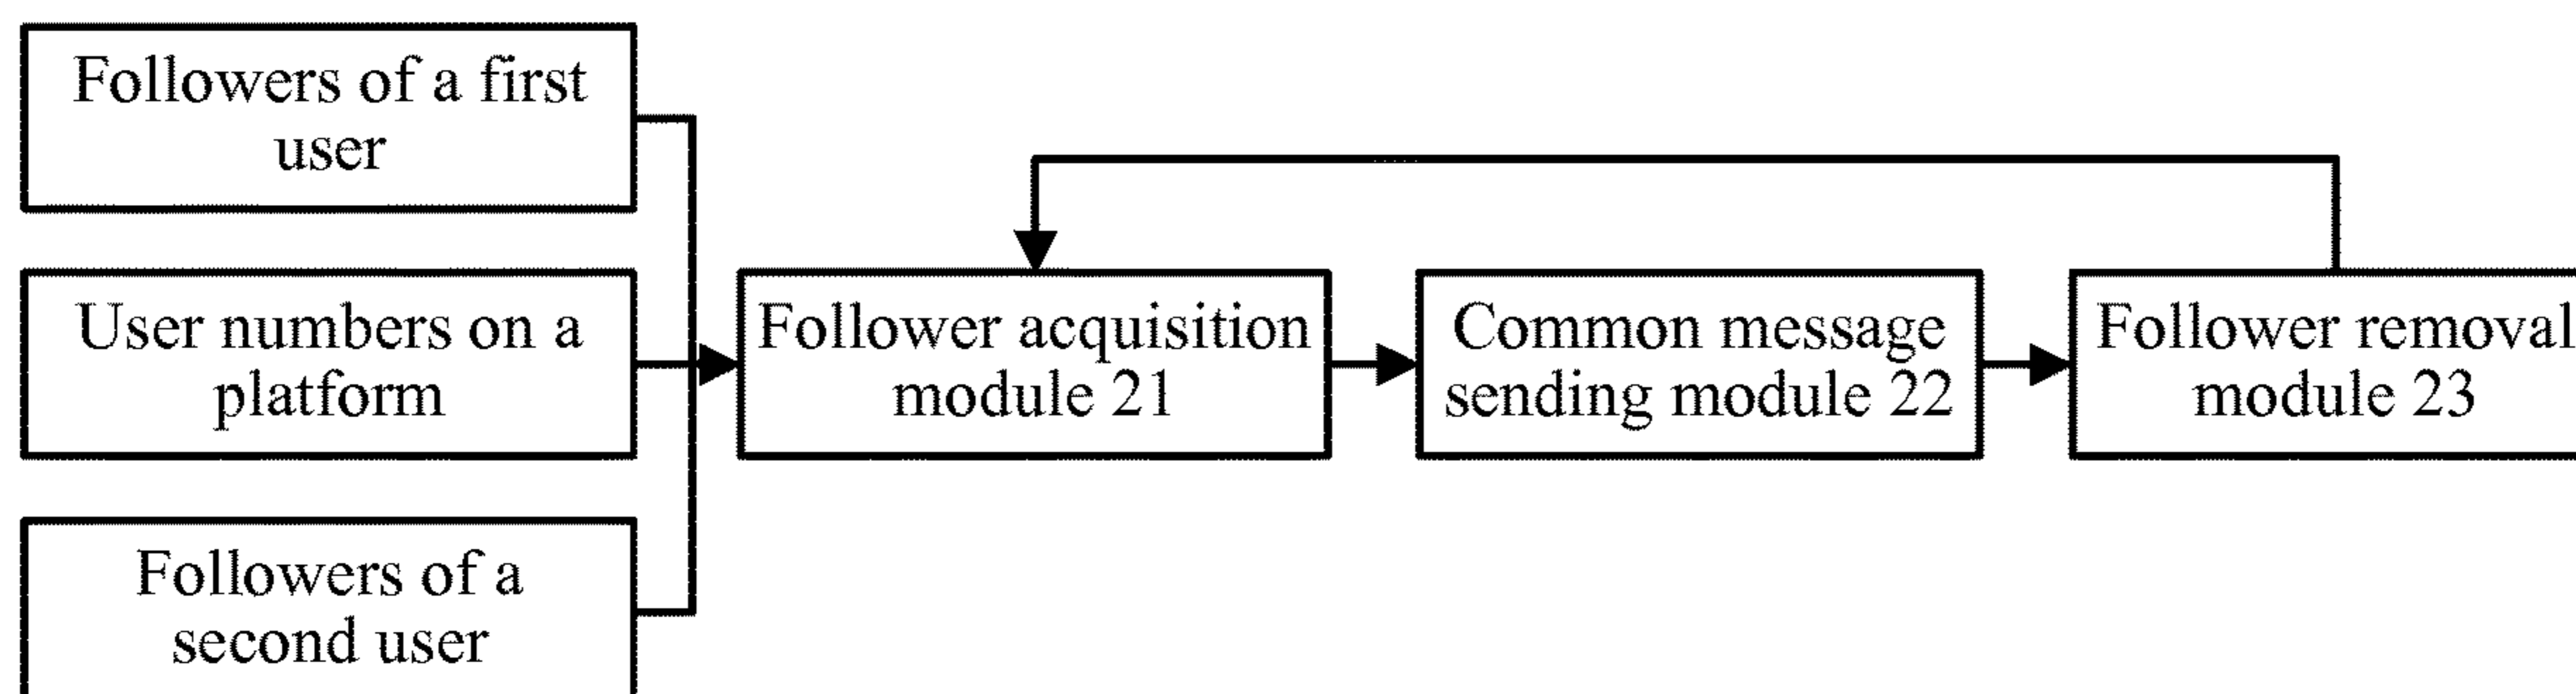 Followers of a first
user
User numbers on a
platform
Followers of a
second user
Follower acquisition
module 21
Common message
sending module 22
Follower removal
module 23